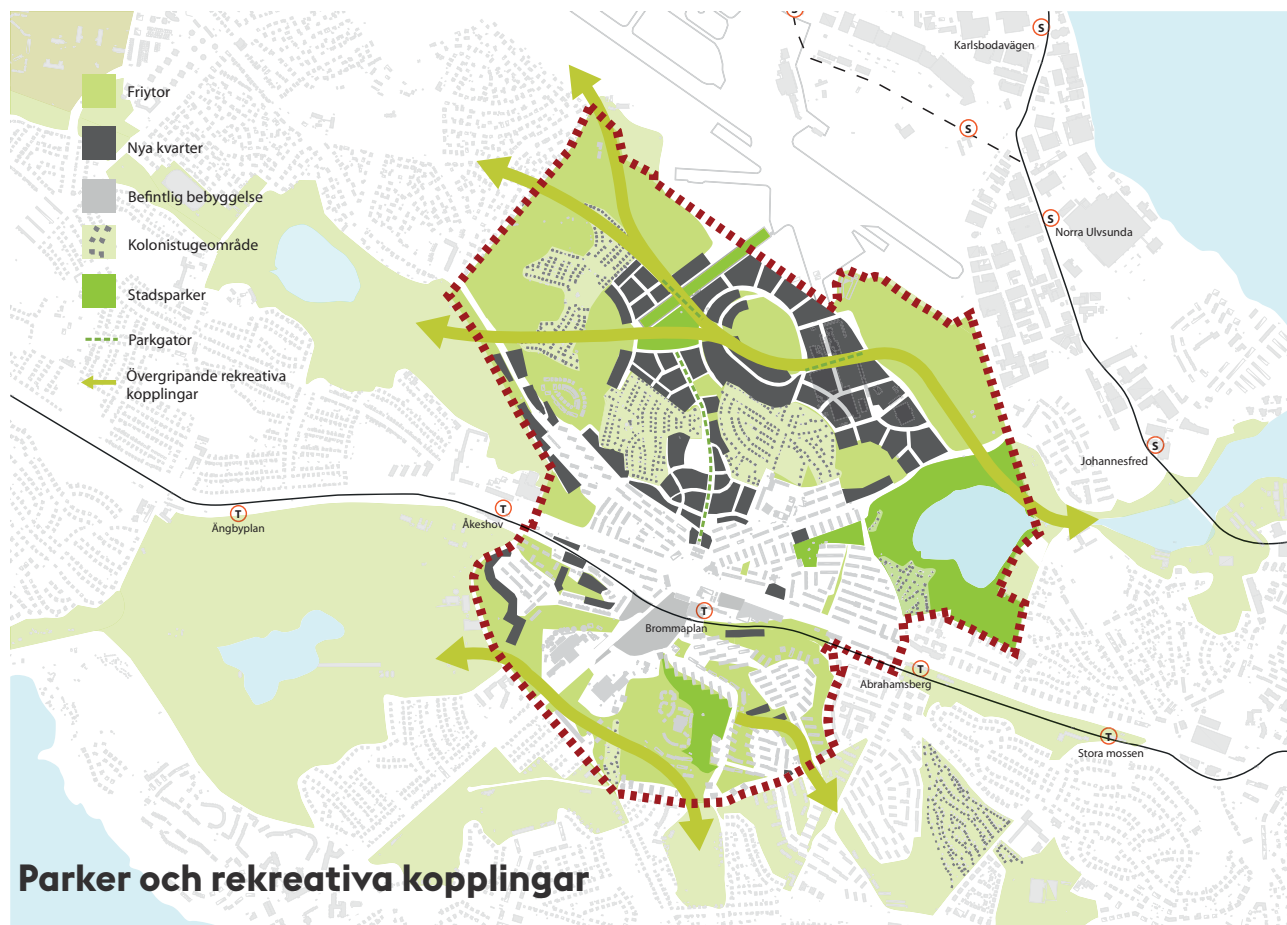 S
Karlsbodavägen
S
Friytor
Nya kvarter
S
Befintlig bebyggelse
S
Norra Ulvsunda
Kolonistugeområde
Stadsparker
Parkgator
Övergripande rekreativa
kopplingar
S
Johannesfred
T
Ängbyplan
T
Åkeshov
T
Brommaplan
T
Abrahamsberg
T
Stora mossen
Parker och rekreativa kopplingar